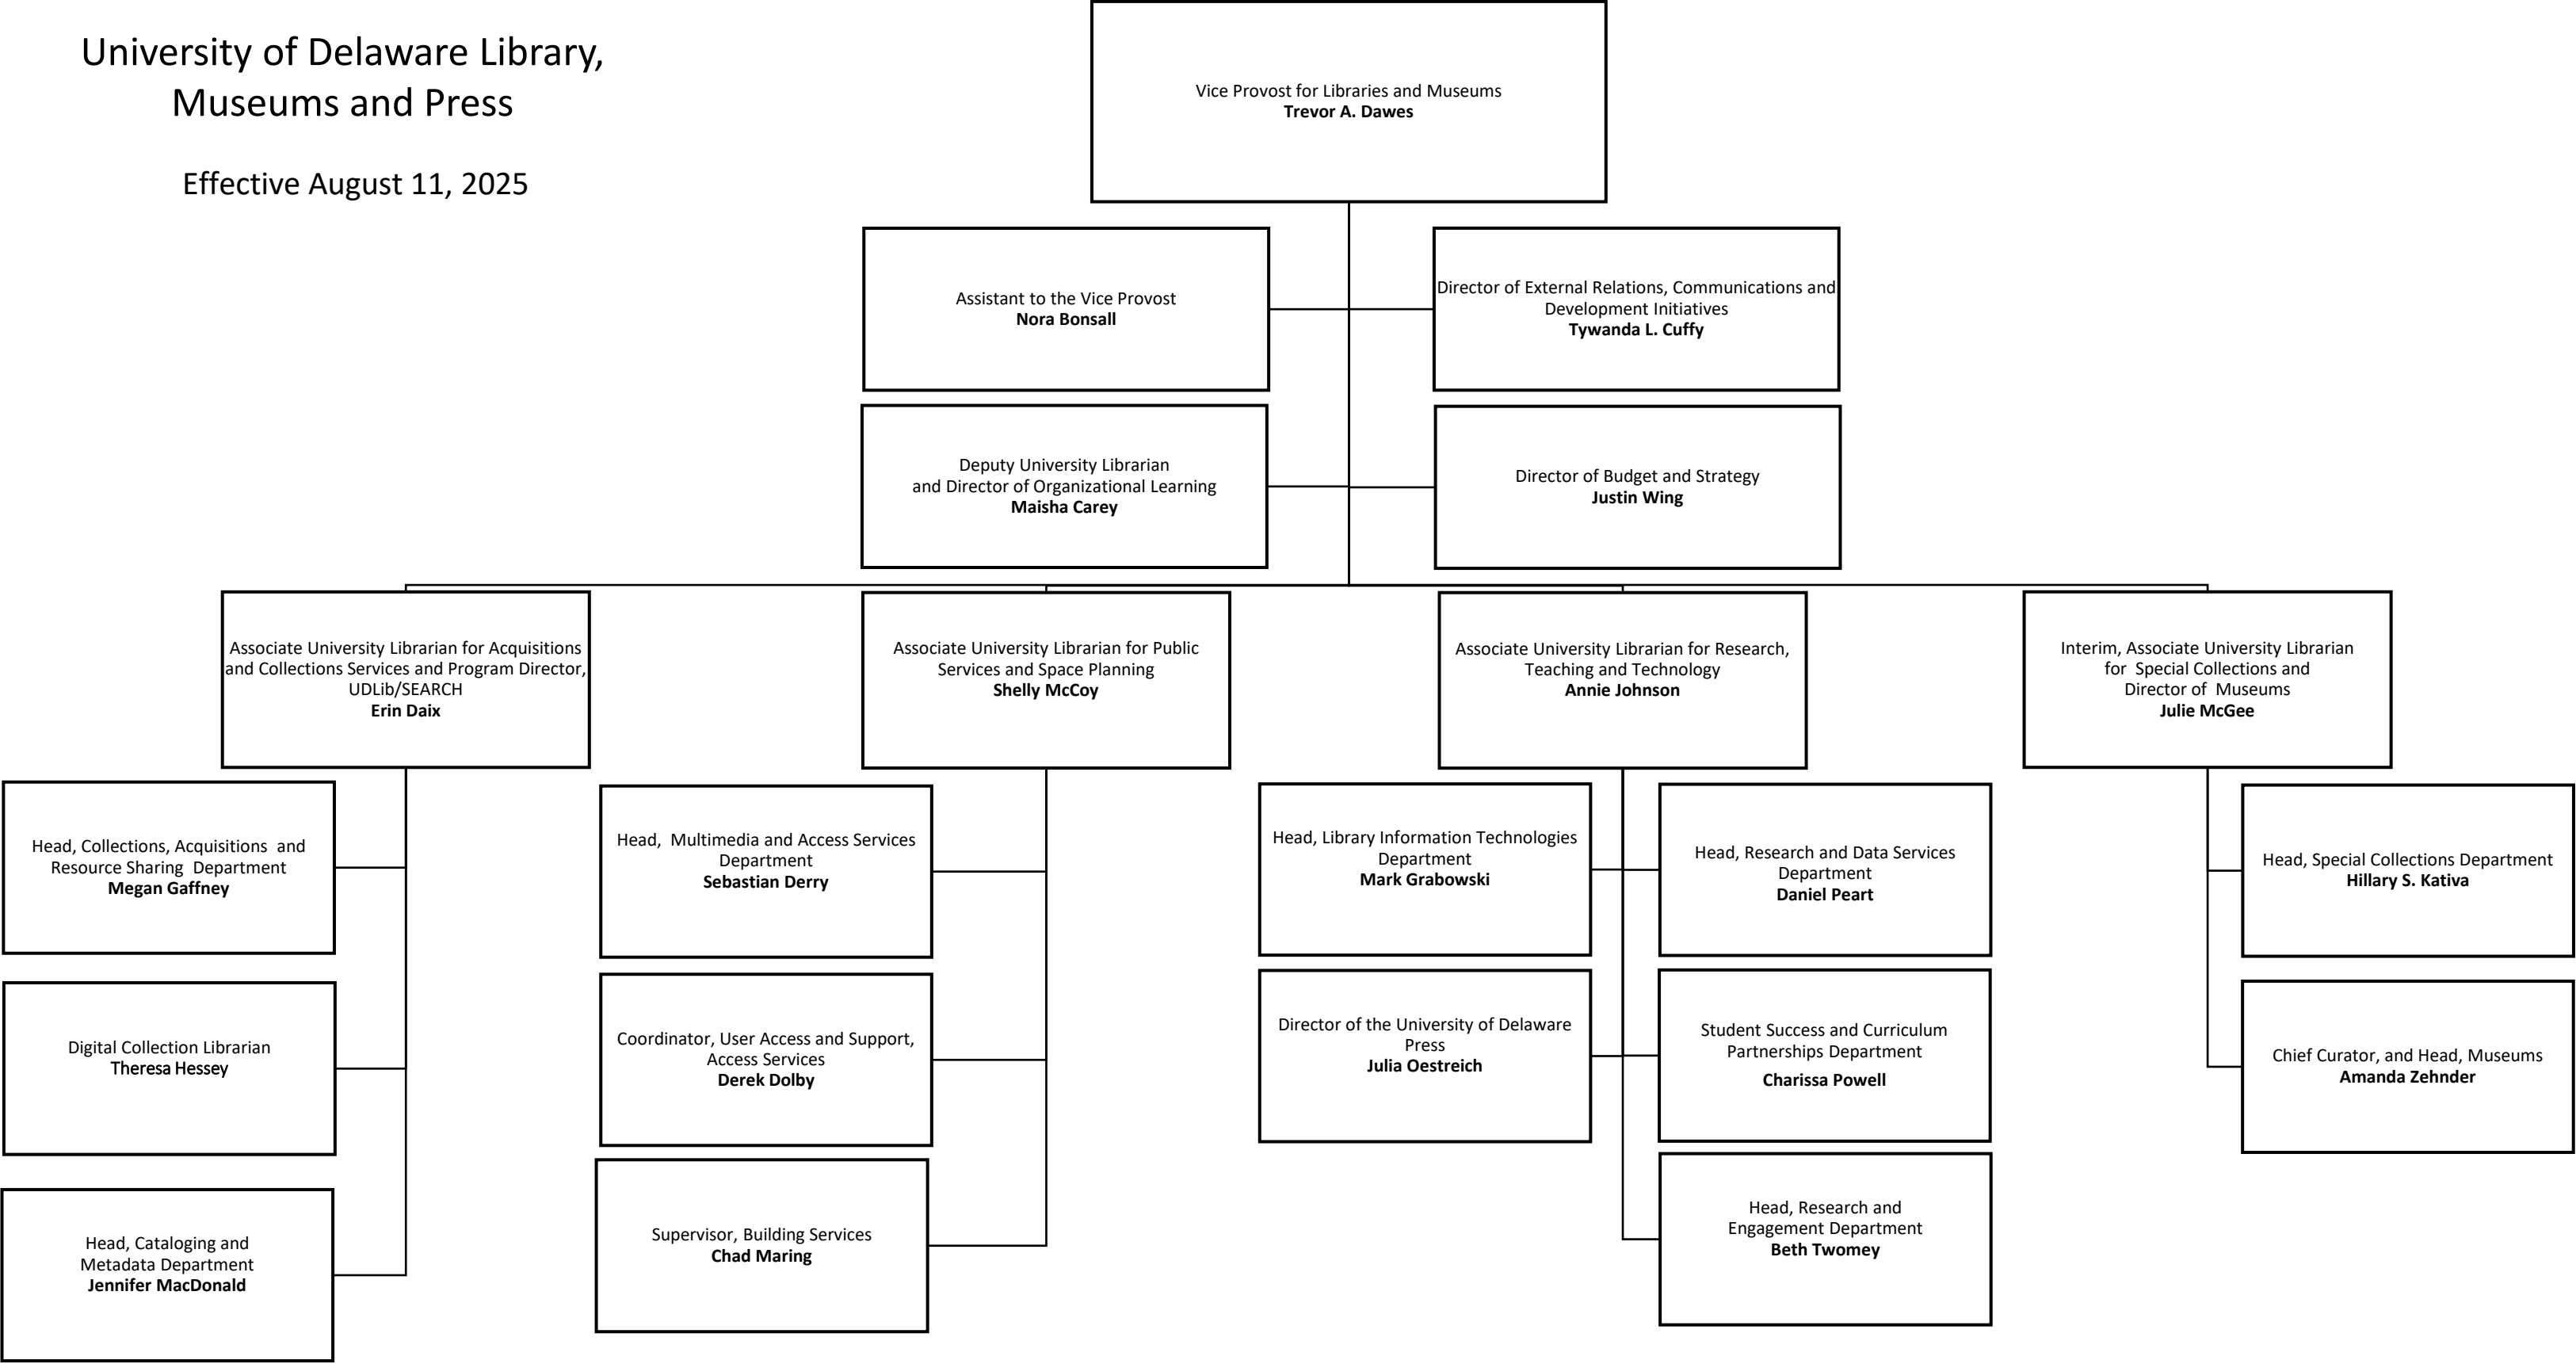 University of Delaware Library,
Museums and Press
Effective August 11, 2025
Vice Provost for Libraries and Museums
Trevor A. Dawes
Assistant to the Vice Provost
Nora Bonsall
Director of External Relations, Communications and
Development Initiatives
Tywanda L. Cuffy
Deputy University Librarian
and Director of Organizational Learning
Maisha Carey
Director of Budget and Strategy
Justin Wing
Associate University Librarian for Acquisitions
and Collections Services and Program Director,
UDLib/SEARCH
Erin Daix
Associate University Librarian for Public
Services and Space Planning
Shelly McCoy
Associate University Librarian for Research,
Teaching and Technology
Annie Johnson
Interim, Associate University Librarian
for Special Collections and
Director of Museums
Julie McGee
Head, Collections, Acquisitions and
Resource Sharing Department
Megan Gaffney
Digital Collection Librarian
Theresa Hessey
Head, Cataloging and
Metadata Department
Jennifer MacDonald
Head, Multimedia and Access Services
Department
Sebastian Derry
Coordinator, User Access and Support,
Access Services
Derek Dolby
Supervisor, Building Services
Chad Maring
Head, Library Information Technologies
Department
Mark Grabowski
Director of the University of Delaware
Press
Julia Oestreich
Head, Research and Data Services
Department
Daniel Peart
Student Success and Curriculum
Partnerships Department
Charissa Powell
Head, Research and
Engagement Department
Beth Twomey
Head, Special Collections Department
Hillary S. Kativa
Chief Curator, and Head, Museums
Amanda Zehnder